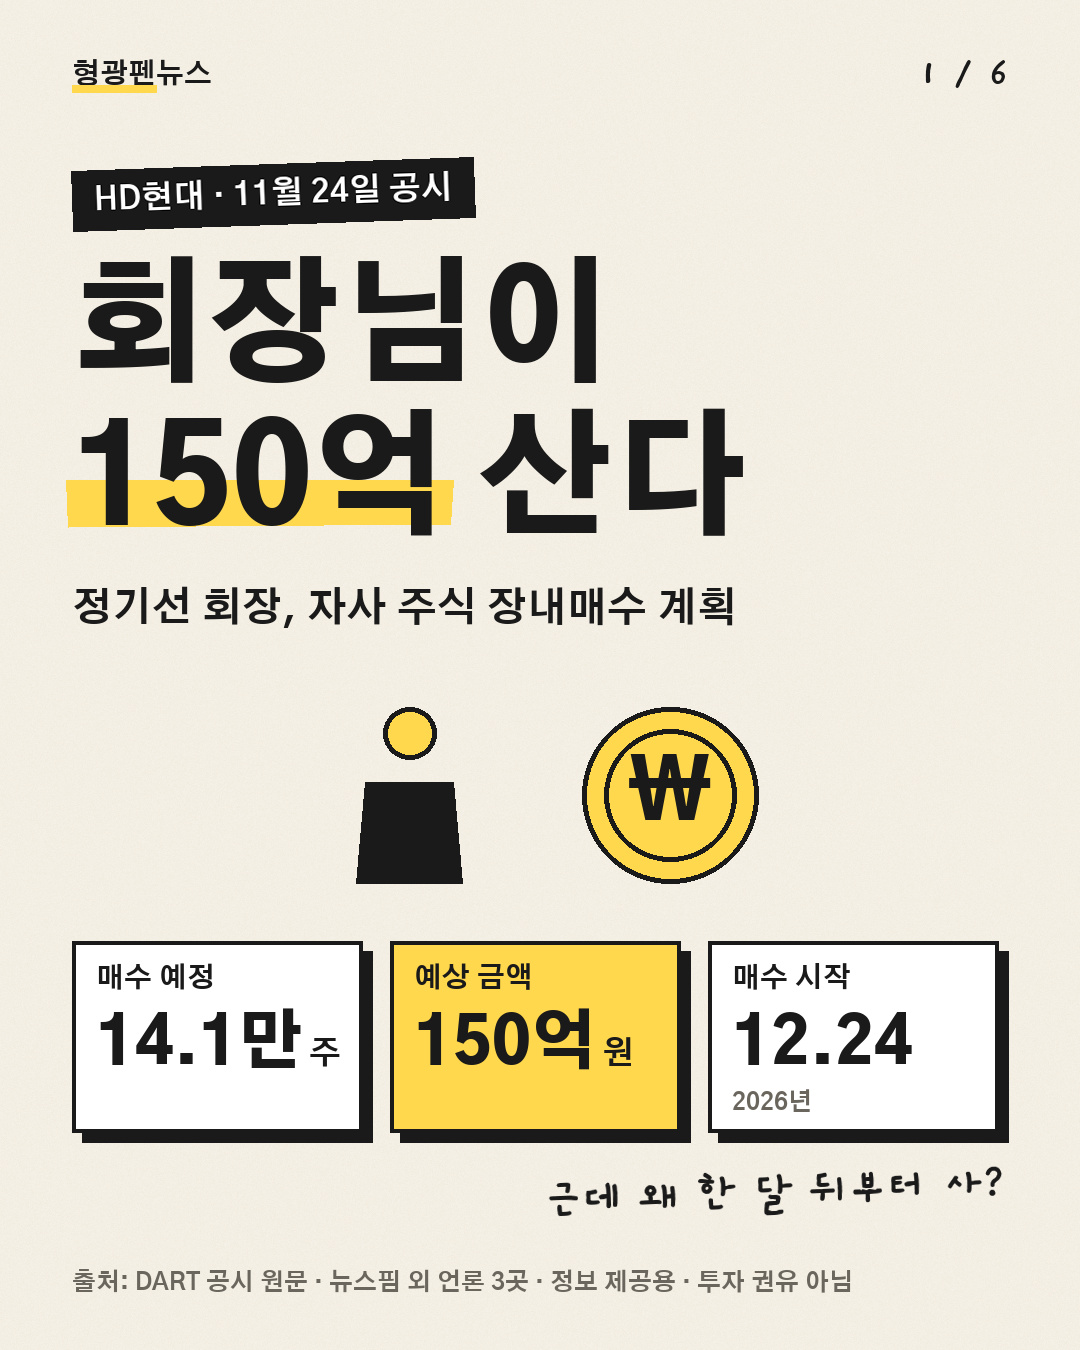 형광펜뉴스
1 / 6
HD현대 · 11월 24일 공시
회장님이
150억 산다
정기선 회장, 자사 주식 장내매수 계획
₩
매수 예정
14.1만 주
예상 금액
150억 원
매수 시작
12.24
2026년
근데 왜 한 달 뒤부터 사?
출처: DART 공시 원문 · 뉴스핌 외 언론 3곳 · 정보 제공용 · 투자 권유 아님